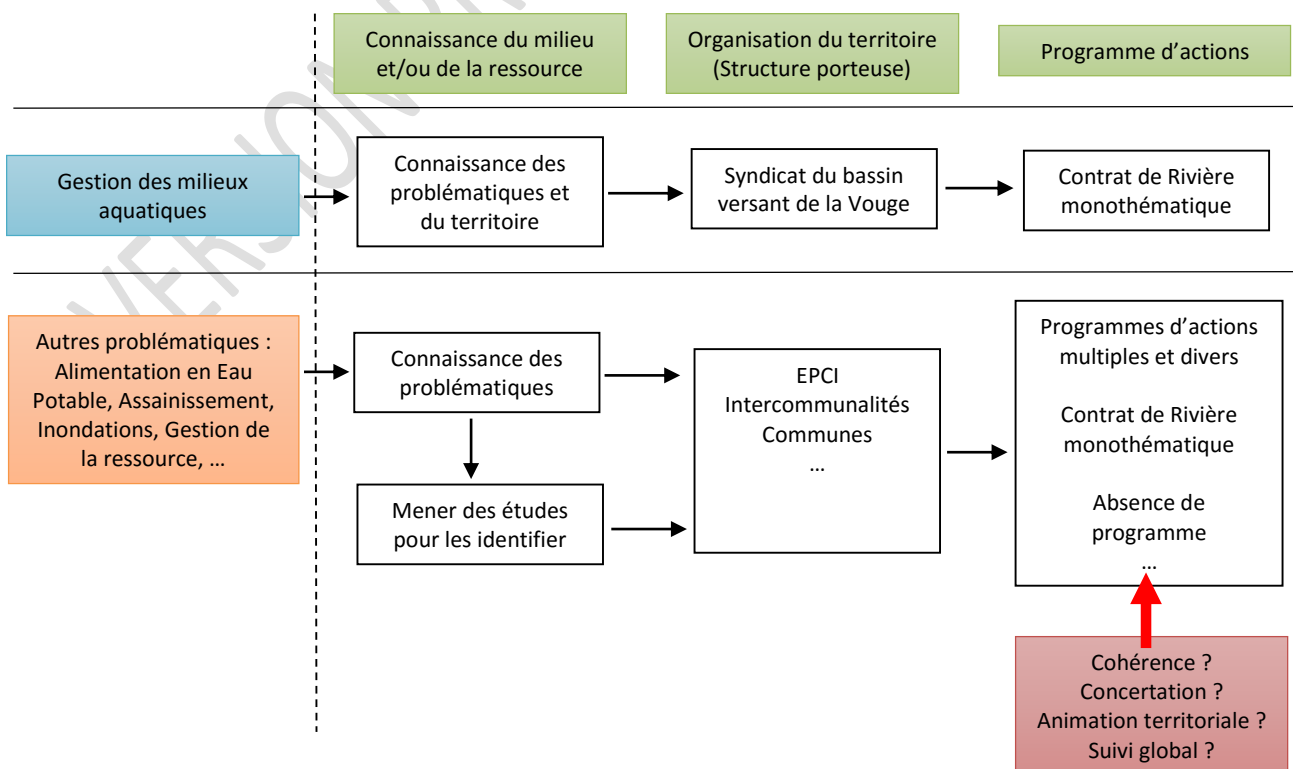 Connaissance du milieu
et/ou de la ressource
Organisation du territoire
(Structure porteuse)
Programme d’actions
Gestion des milieux
aquatiques
Connaissance des
problématiques et
du territoire
Syndicat du bassin
versant de la Vouge
Contrat de Rivière
monothématique
Autres problématiques :
Alimentation en Eau
Potable, Assainissement,
Inondations, Gestion de
la ressource, …
Connaissance des
problématiques
Mener des études
pour les identifier
EPCI
Intercommunalités
Communes
…
Programmes d’actions
multiples et divers
Contrat de Rivière
monothématique
Absence de
programme
…
Cohérence ?
Concertation ?
Animation territoriale ?
Suivi global ?
VERSION